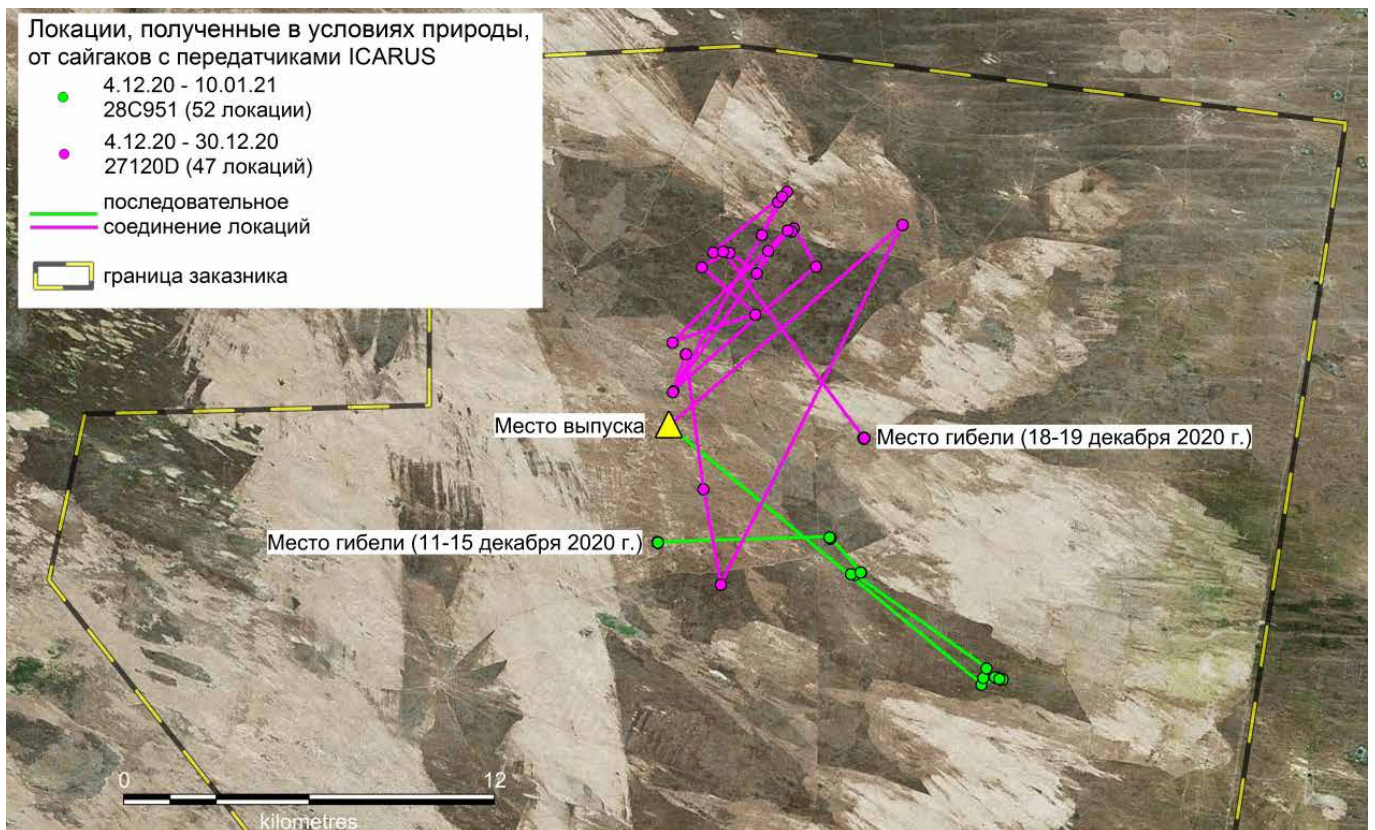 Локации, полученные в условиях природы,
от сайгаков с передатчиками ICARUS
4.12.20 - 10.01.21
28C951 (52 локации)
4.12.20 - 30.12.20
27120D (47 локаций)
последовательное
соединение локаций
граница заказника
Место выпуска
Место гибели (18-19 декабря 2020 г.)
Место гибели (11-15 декабря 2020 г.)
0 12
kilometres